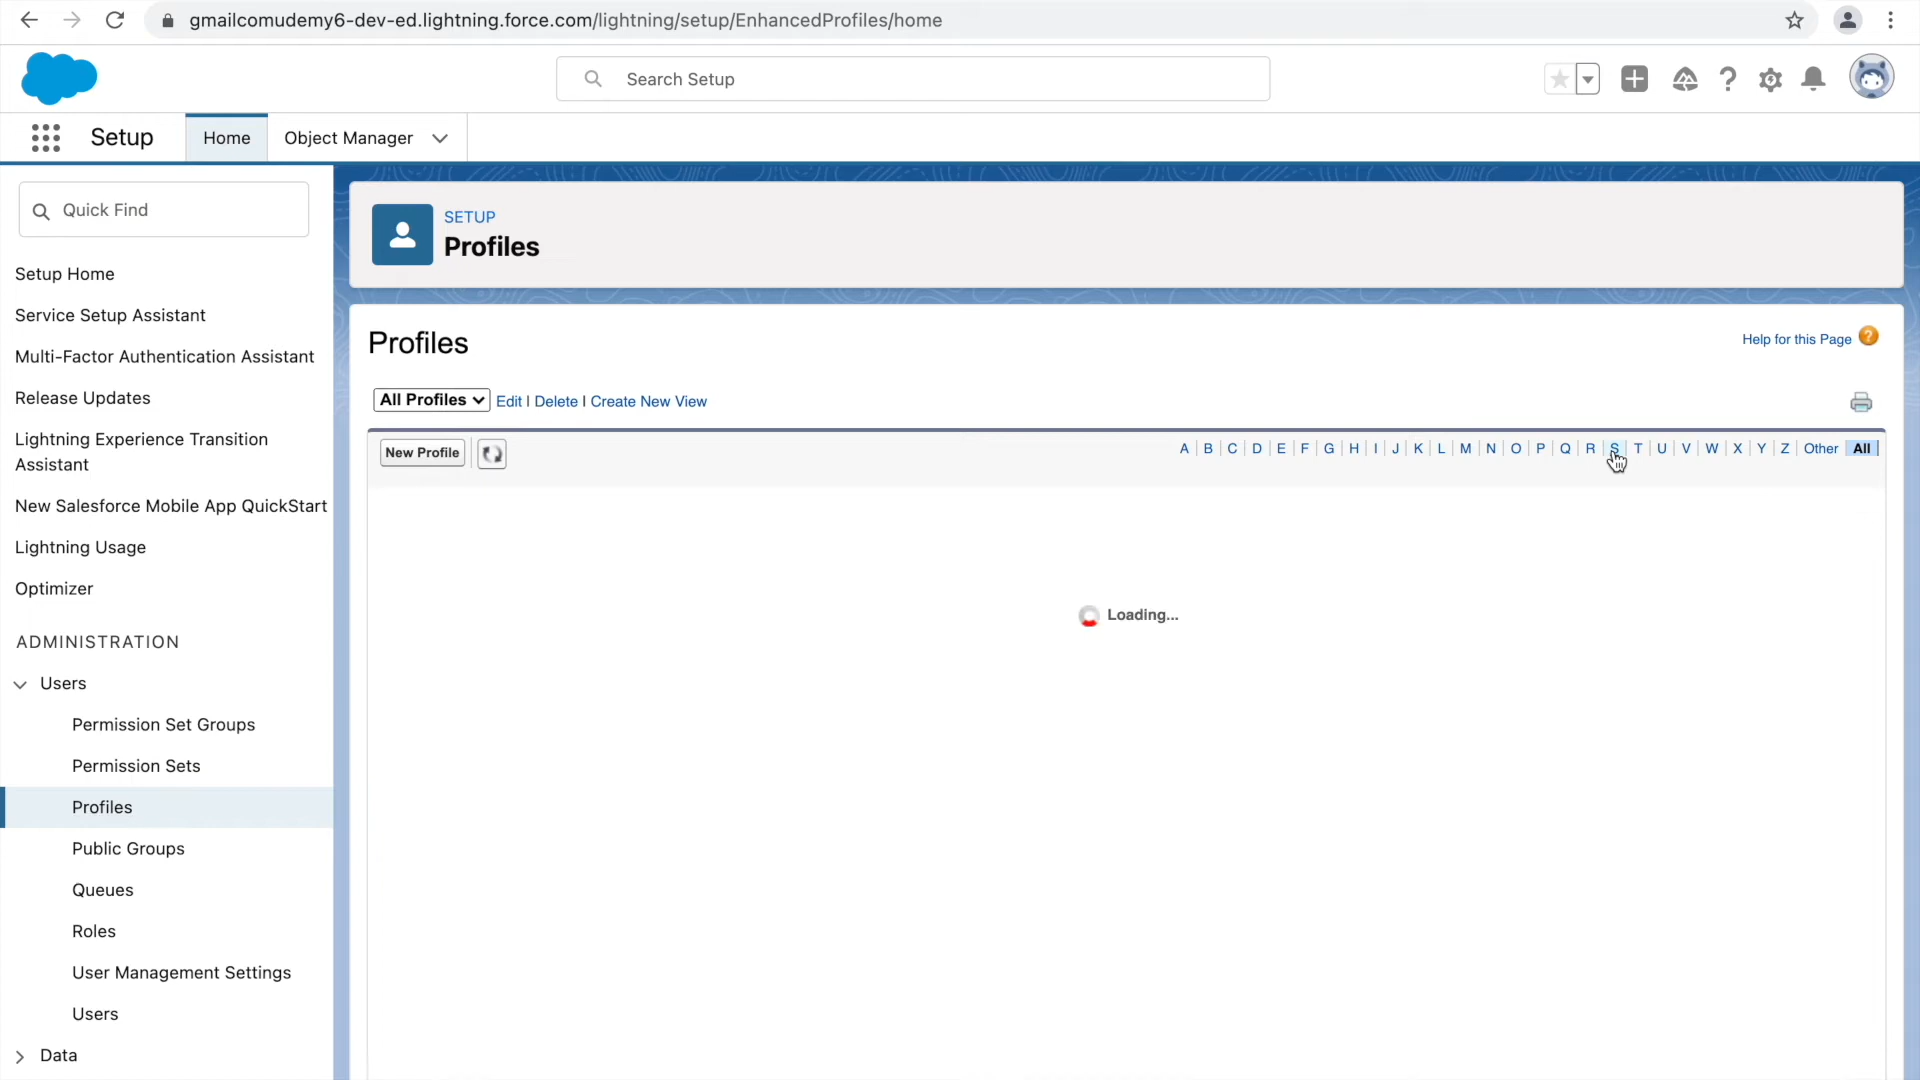 gmailcomudemy6-dev-ed.lightning.force.com/lightning/setup/EnhancedProfiles/home
Search Setup
Setup
Home
Object Manager
Quick Find
Setup Home
Service Setup Assistant
Multi-Factor Authentication Assistant
Release Updates
Lightning Experience Transition
Assistant
New Salesforce Mobile App QuickStart
Lightning Usage
Optimizer
ADMINISTRATION
Users
Permission Set Groups
Permission Sets
Profiles
Public Groups
Queues
Roles
User Management Settings
Users
Data
SETUP
Profiles
Profiles
Help for this Page ?
All Profiles Edit | Delete | Create New View
New Profile
A | B | C | D | E | F | G | H | I | J | K | L | M | N | O | P | Q | R | S | T | U | V | W | X | Y | Z | Other | All
Loading...